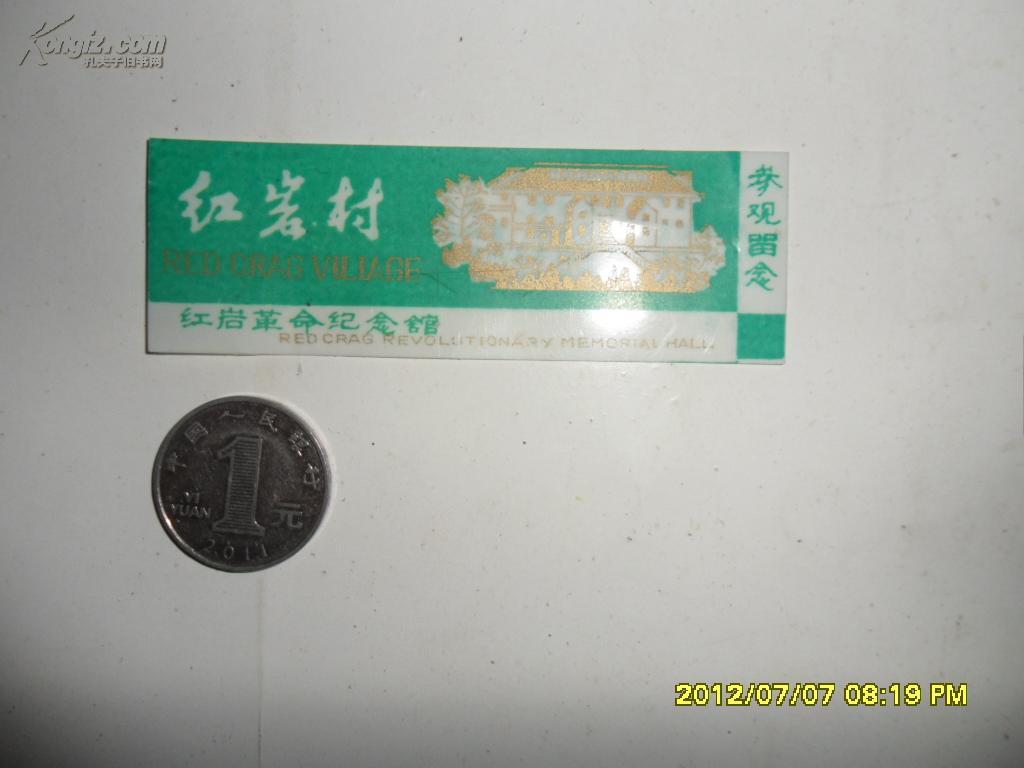 Kongfz.com
孔夫子旧书网
红岩村
RED CRAG VILLAGE
参观留念
红岩革命纪念館
RED CRAG REVOLUTIONARY MEMORIAL HALL
中国人民银行
1
YI
YUAN
元
2011
2012/07/07 08:19 PM